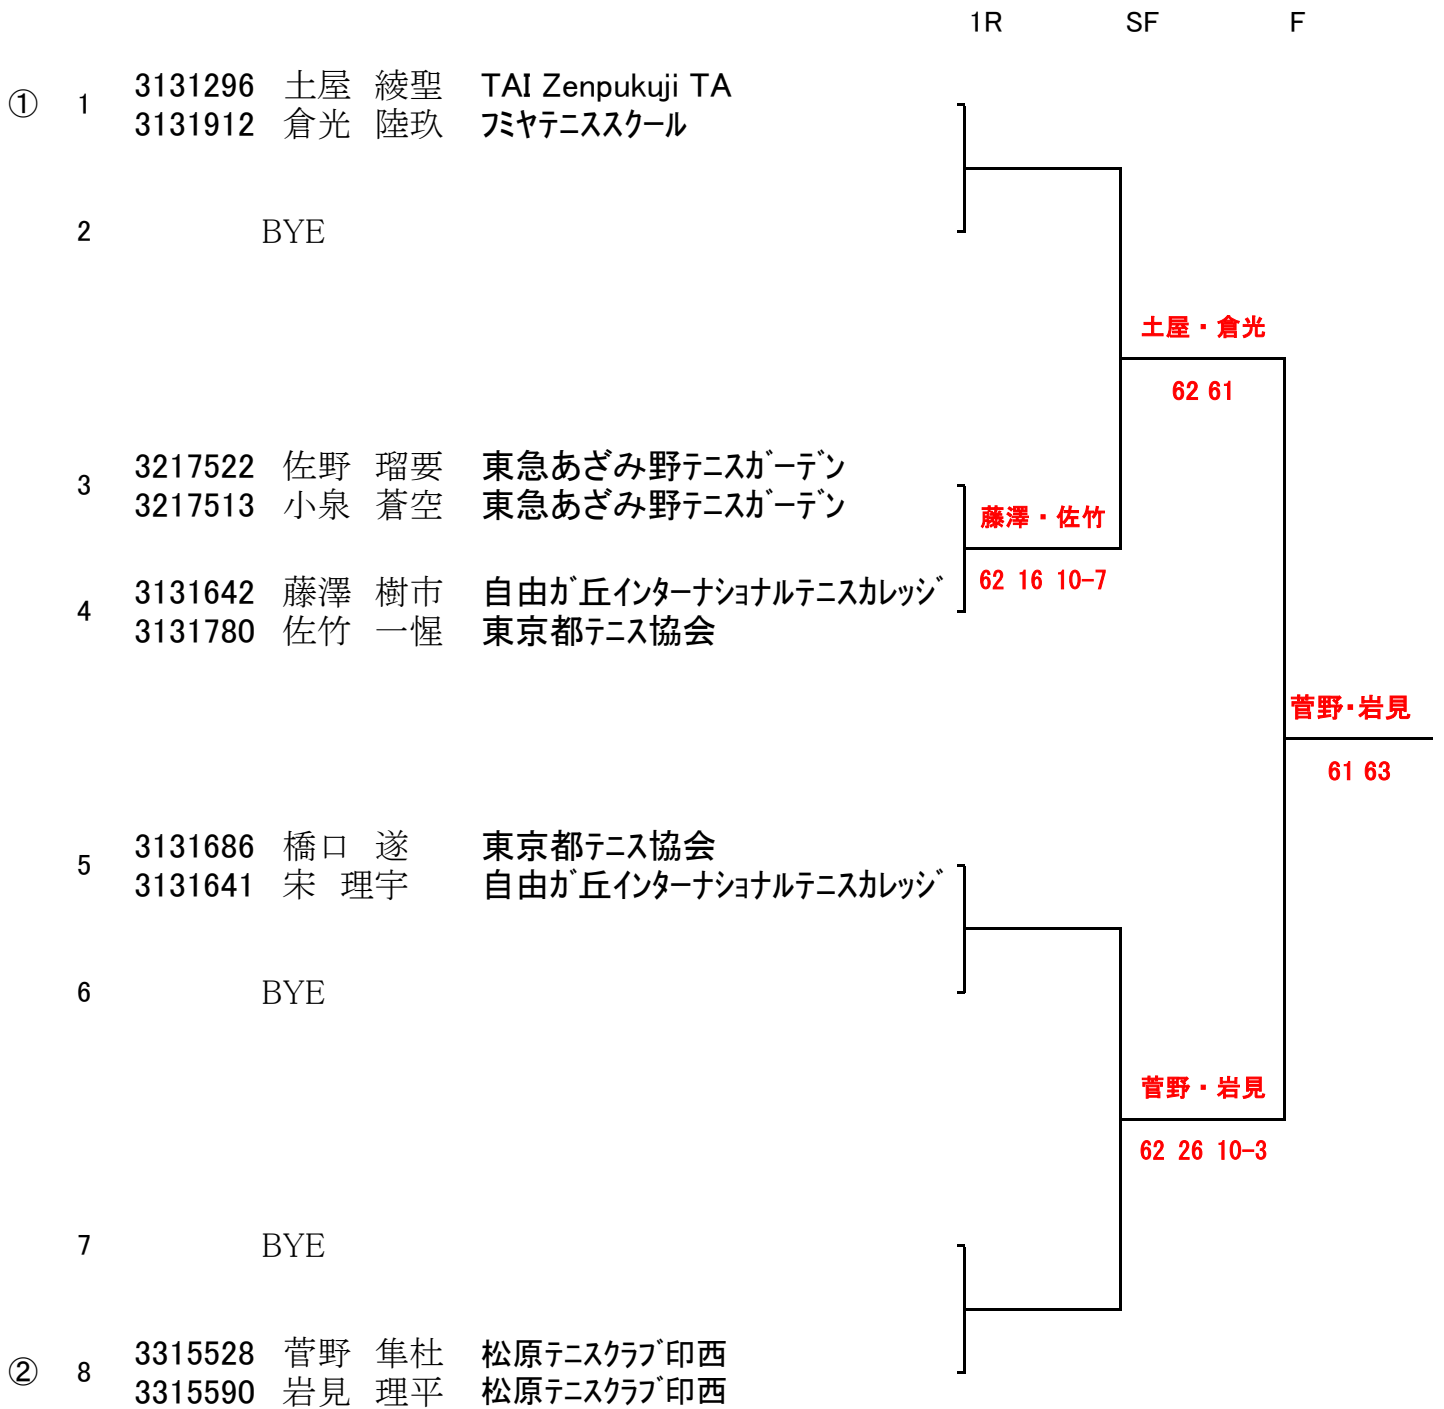 1R SF F
① 1 3131296 土屋 綾聖 TAI Zenpukuji TA
3131912 倉光 陸玖 フミヤテニススクール
2 BYE
土屋・倉光
62 61
3 3217522 佐野 瑠要 東急あざみ野テニスガーデン
3217513 小泉 蒼空 東急あざみ野テニスガーデン
藤澤・佐竹
62 16 10-7
4 3131642 藤澤 樹市 自由が丘インターナショナルテニスカレッジ
3131780 佐竹 一惺 東京都テニス協会
菅野・岩見
61 63
5 3131686 橋口 遂 東京都テニス協会
3131641 宋 理宇 自由が丘インターナショナルテニスカレッジ
6 BYE
菅野・岩見
62 26 10-3
7 BYE
② 8 3315528 菅野 隼杜 松原テニスクラブ印西
3315590 岩見 理平 松原テニスクラブ印西